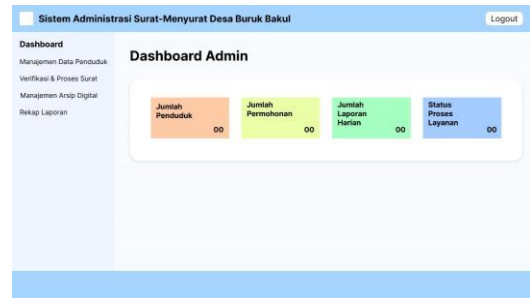 Sistem Administrasi Surat-Menyurat Desa Buruk Bakul
Logout
Dashboard
Manajemen Data Penduduk
Verifikasi & Proses Surat
Manajemen Arsip Digital
Rekap Laporan
Dashboard Admin
Jumlah
Penduduk
00
Jumlah
Permohonan
00
Jumlah
Laporan
Harian
00
Status
Proses
Layanan
00